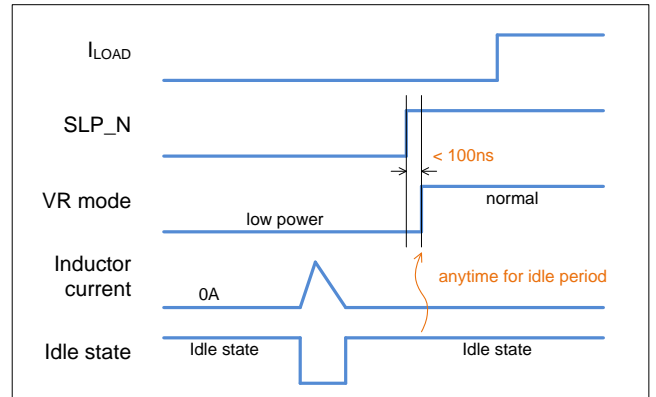 I_LOAD
SLP_N
< 100ns
VR mode
low power
normal
Inductor
current
0A
anytime for idle period
Idle state
Idle state
Idle state